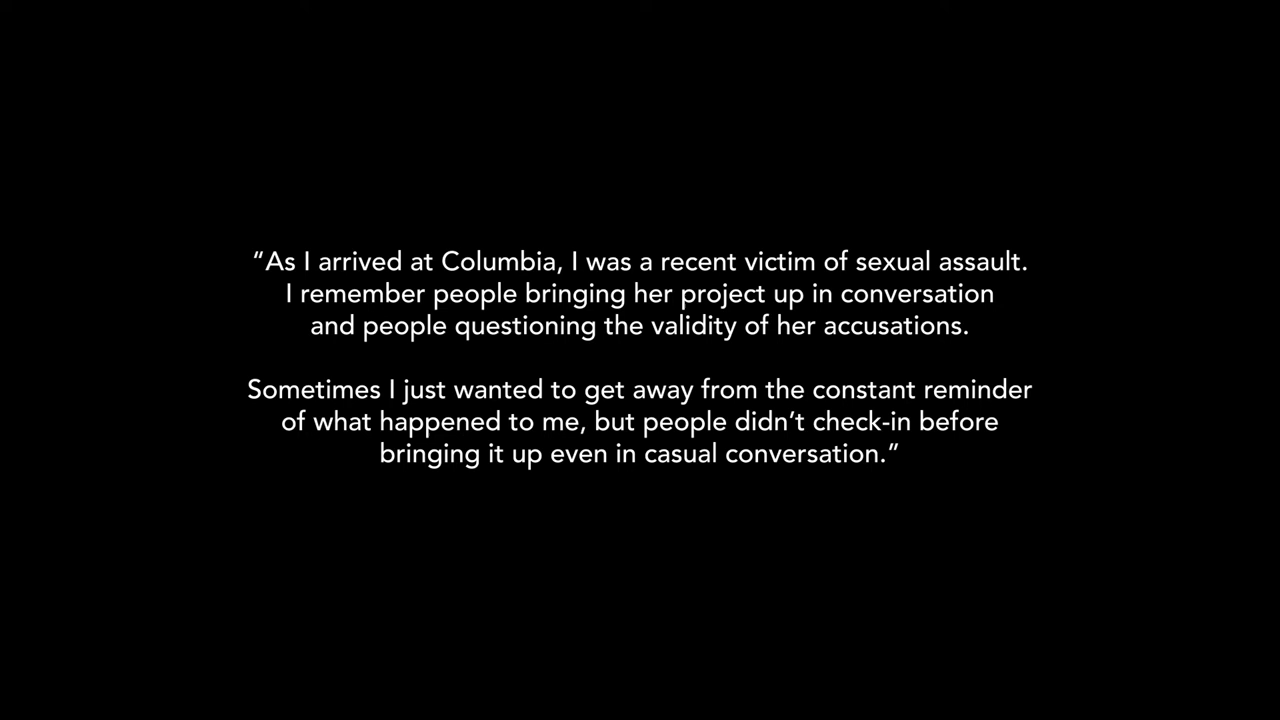 “As I arrived at Columbia, I was a recent victim of sexual assault.
I remember people bringing her project up in conversation
and people questioning the validity of her accusations.
Sometimes I just wanted to get away from the constant reminder
of what happened to me, but people didn’t check-in before
bringing it up even in casual conversation.”